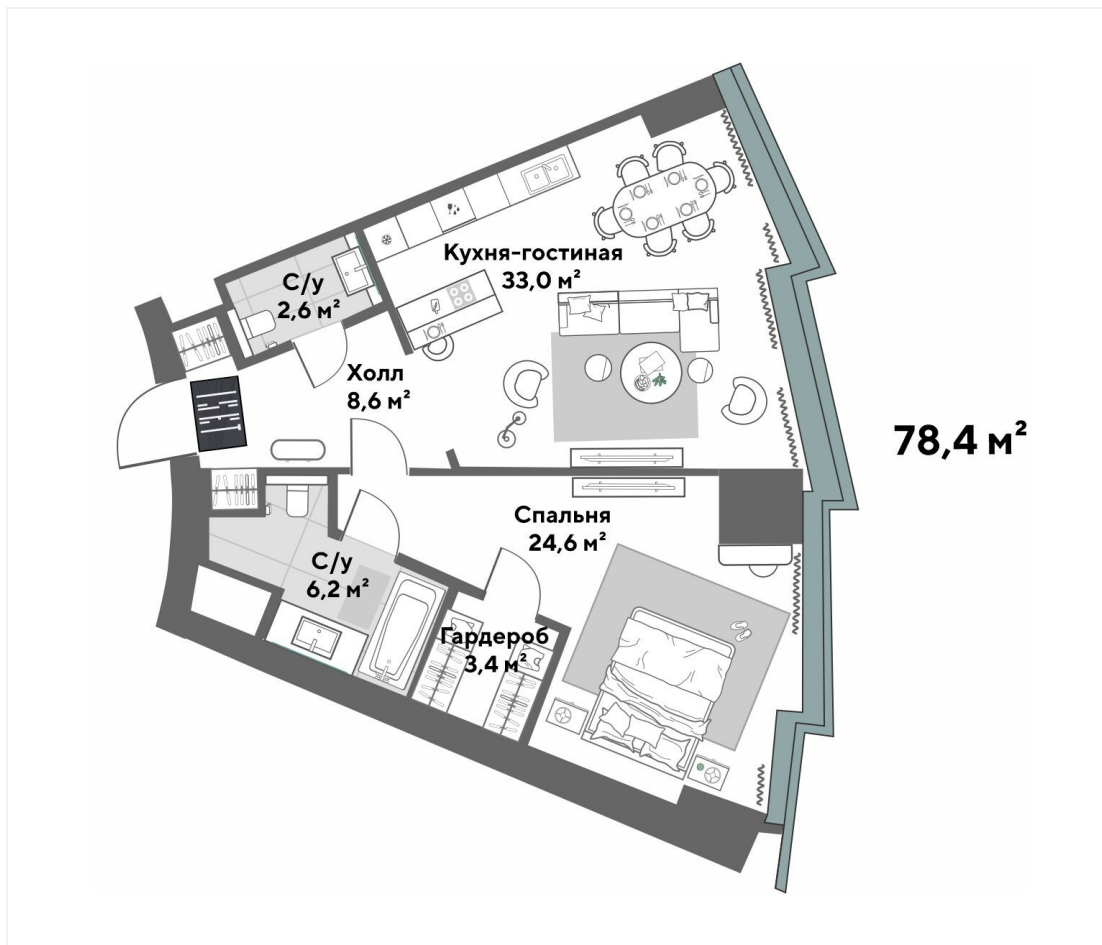 Кухня-гостиная
33,0 м²
С/у
2,6 м²
Холл
8,6 м²
78,4 м²
Спальня
24,6 м²
С/у
6,2 м²
Гардероб
3,4 м²